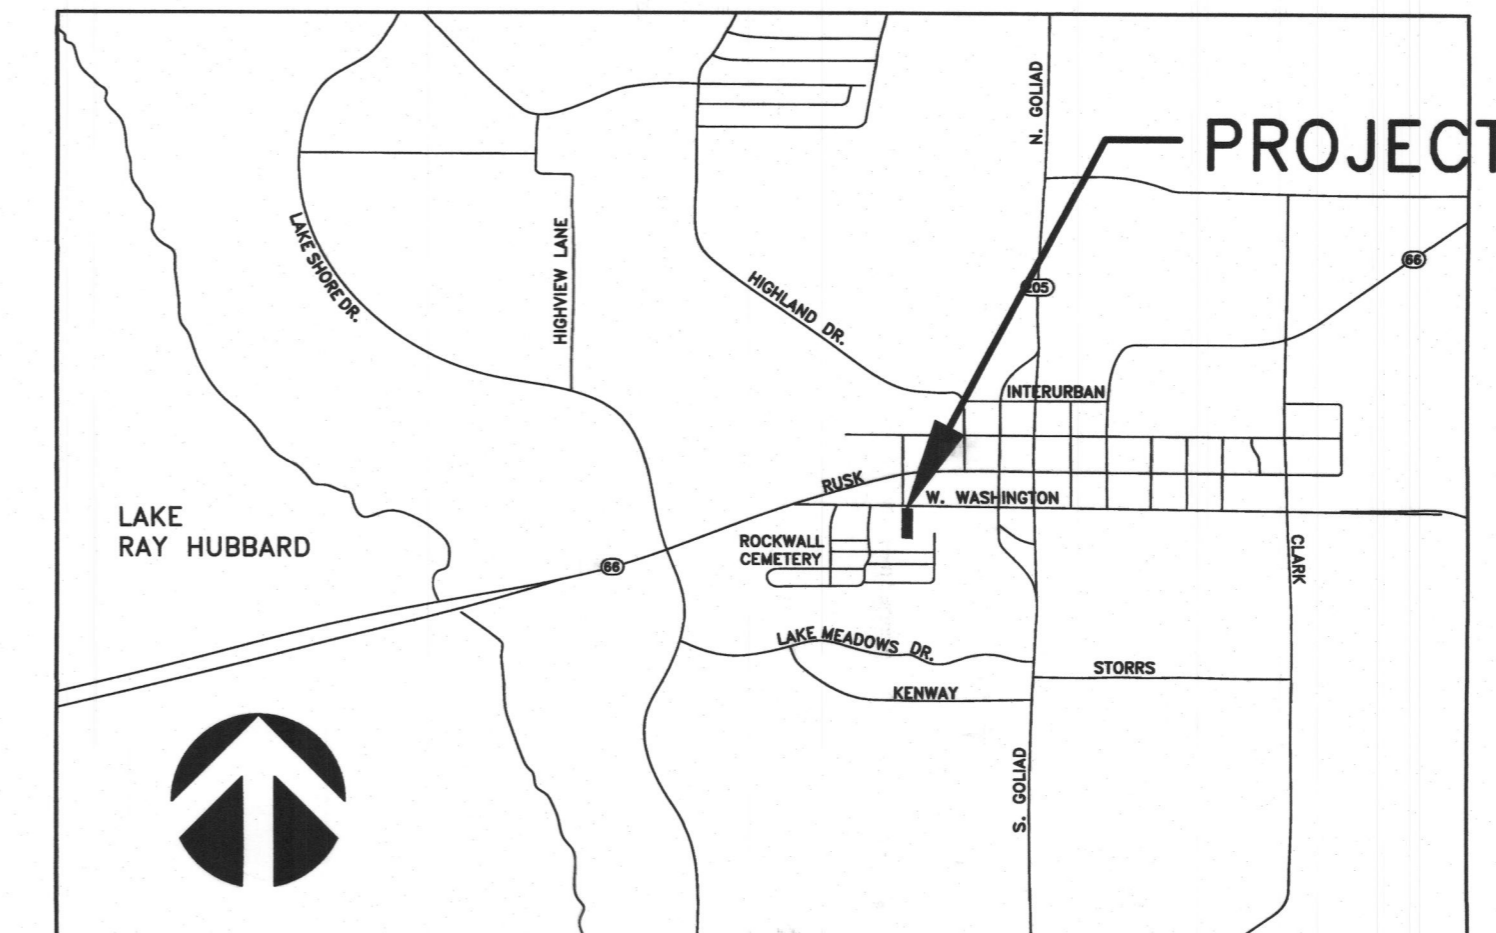 N. GOLIAD
PROJECT
LAKE SHORE DR.
HIGHVIEW LANE
HIGHLAND DR.
205
66
INTERURBAN
RUSK
W. WASHINGTON
LAKE
RAY HUBBARD
ROCKWALL
CEMETERY
66
CLARK
LAKE MEADOWS DR.
STORRS
KENWAY
S. GOLIAD